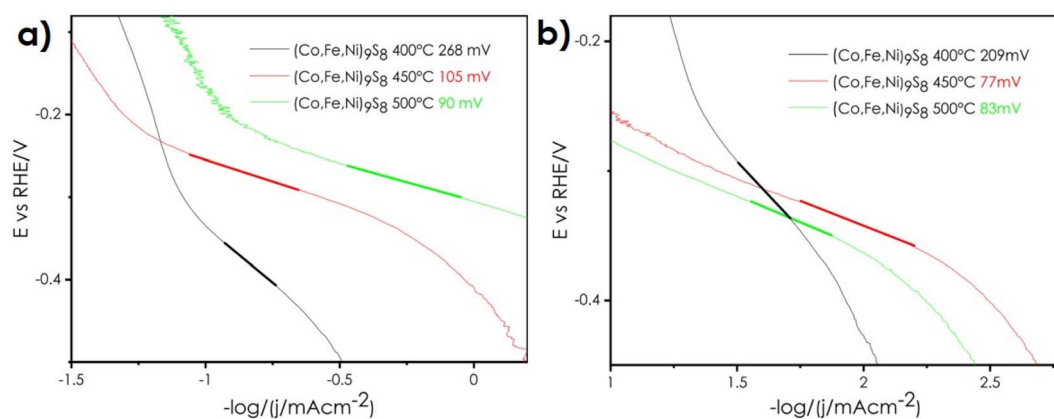 a)
(Co,Fe,Ni)9S8 400ºC 268 mV
(Co,Fe,Ni)9S8 450ºC 105 mV
(Co,Fe,Ni)9S8 500ºC 90 mV
-0.2
-0.4
E vs RHE/V
-1.5 -1 -0.5 0
-log/(j/mAcm⁻²)
b)
(Co,Fe,Ni)9S8 400ºC 209mV
(Co,Fe,Ni)9S8 450ºC 77mV
(Co,Fe,Ni)9S8 500ºC 83mV
-0.2
-0.3
-0.4
E vs RHE/V
1 1.5 2 2.5
-log/(j/mAcm⁻²)